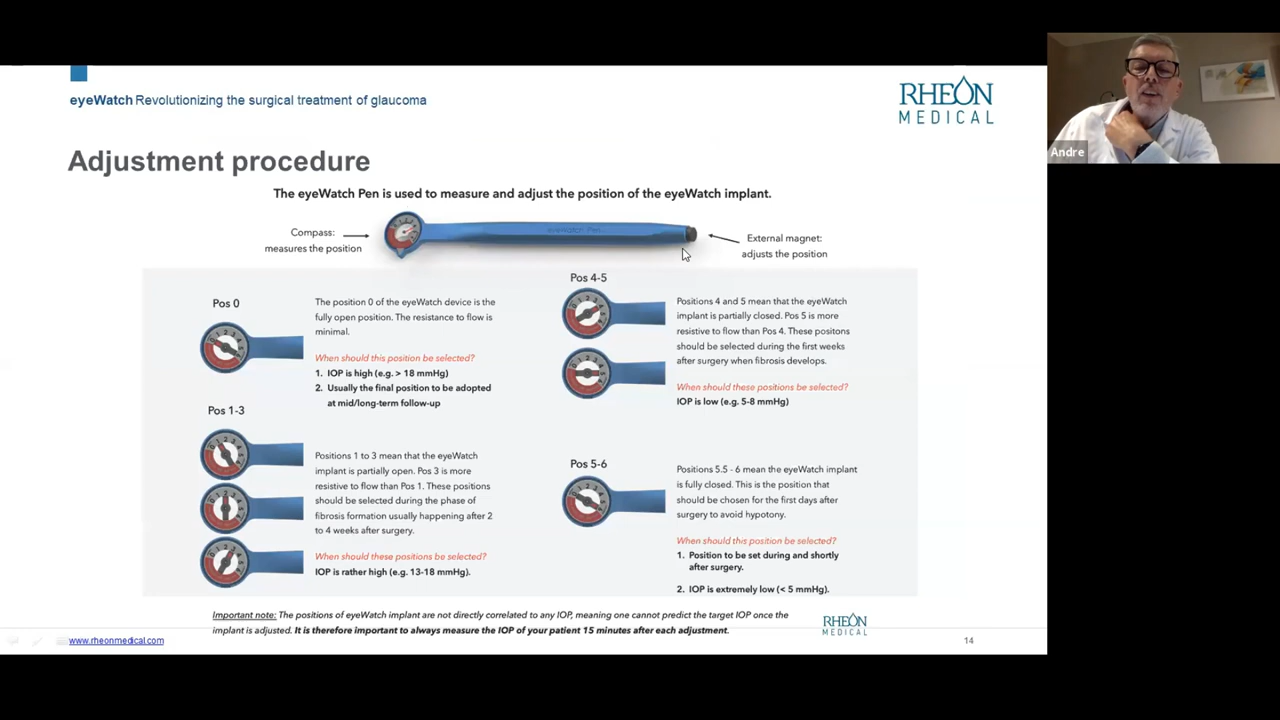 eyeWatch Revolutionizing the surgical treatment of glaucoma
RHEON
MEDICAL
Andre
Adjustment procedure
The eyeWatch Pen is used to measure and adjust the position of the eyeWatch implant.
Compass:
measures the position
eyeWatch Pen
External magnet:
adjusts the position
Pos 0
The position 0 of the eyeWatch device is the
fully open position. The resistance to flow is
minimal.
When should this position be selected?
1. IOP is high (e.g. > 18 mmHg)
2. Usually the final position to be adopted
at mid/long-term follow-up
Pos 1-3
Positions 1 to 3 mean that the eyeWatch
implant is partially open. Pos 3 is more
resistive to flow than Pos 1. These positions
should be selected during the phase of
fibrosis formation usually happening after 2
to 4 weeks after surgery.
When should these positions be selected?
IOP is rather high (e.g. 13-18 mmHg).
Pos 4-5
Positions 4 and 5 mean that the eyeWatch
implant is partially closed. Pos 5 is more
resistive to flow than Pos 4. These positons
should be selected during the first weeks
after surgery when fibrosis develops.
When should these positions be selected?
IOP is low (e.g. 5-8 mmHg)
Pos 5-6
Positions 5.5 - 6 mean the eyeWatch implant
is fully closed. This is the position that
should be chosen for the first days after
surgery to avoid hypotony.
When should this position be selected?
1. Position to be set during and shortly
after surgery.
2. IOP is extremely low (< 5 mmHg).
Important note: The positions of eyeWatch implant are not directly correlated to any IOP, meaning one cannot predict the target IOP once the
implant is adjusted. It is therefore important to always measure the IOP of your patient 15 minutes after each adjustment.
RHEON
MEDICAL
www.rheonmedical.com
14